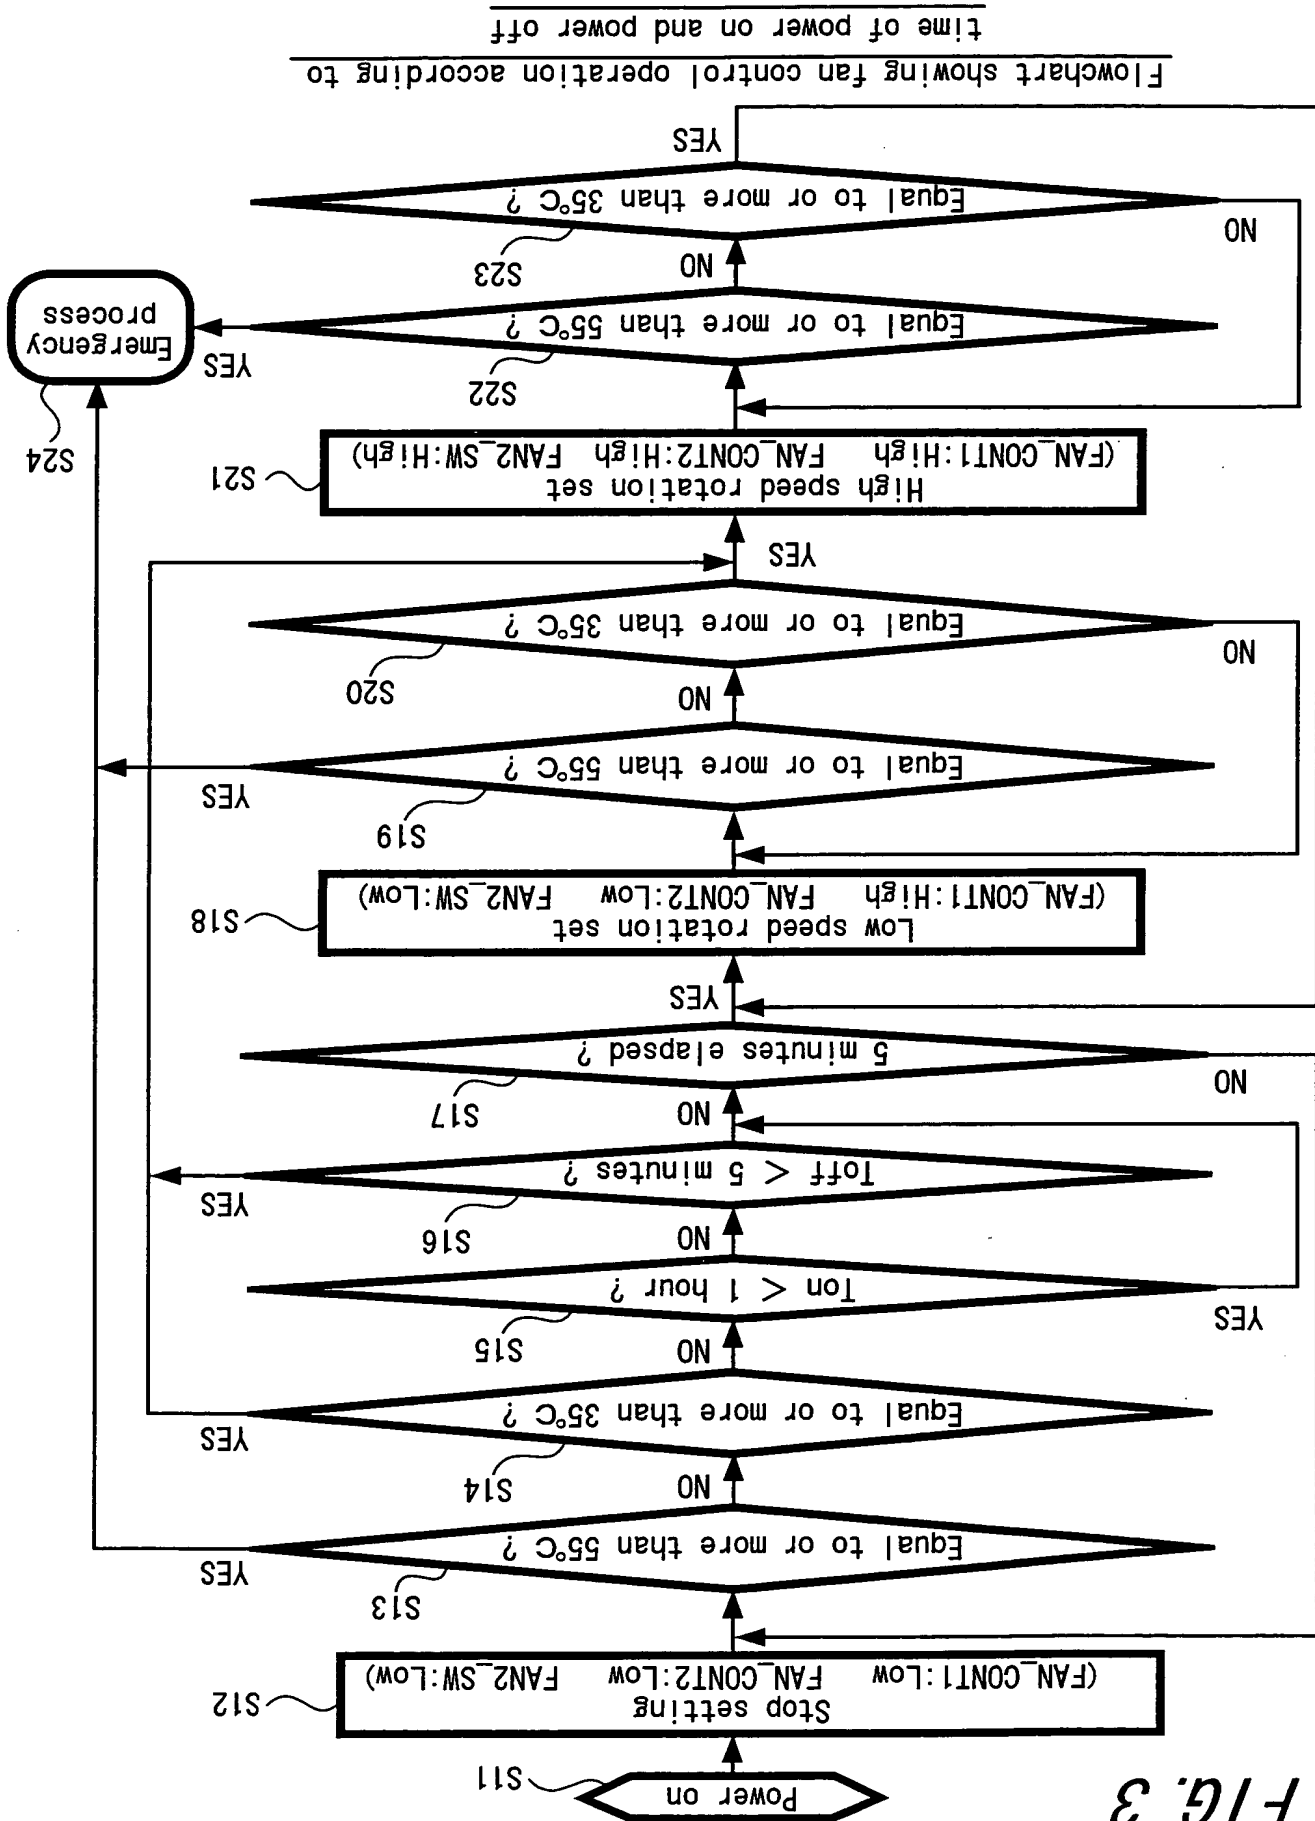 FIG. 3
Power on
S11
Stop setting
(FAN_CONT1:Low FAN_CONT2:Low FAN2_SW:Low)
S12
S13
Equal to or more than 55°C ?
YES
NO
S14
Equal to or more than 35°C ?
YES
NO
S15
Ton < 1 hour ?
YES
NO
S16
Toff < 5 minutes ?
YES
NO
S17
5 minutes elapsed ?
NO
YES
Low speed rotation set
(FAN_CONT1:High FAN_CONT2:Low FAN2_SW:Low)
S18
S19
Equal to or more than 55°C ?
YES
NO
S20
Equal to or more than 35°C ?
NO
YES
High speed rotation set
(FAN_CONT1:High FAN_CONT2:High FAN2_SW:High)
S21
S22
Equal to or more than 55°C ?
YES
NO
S24
Emergency
process
S23
Equal to or more than 35°C ?
NO
YES
Flowchart showing fan control operation according to
time of power on and power off